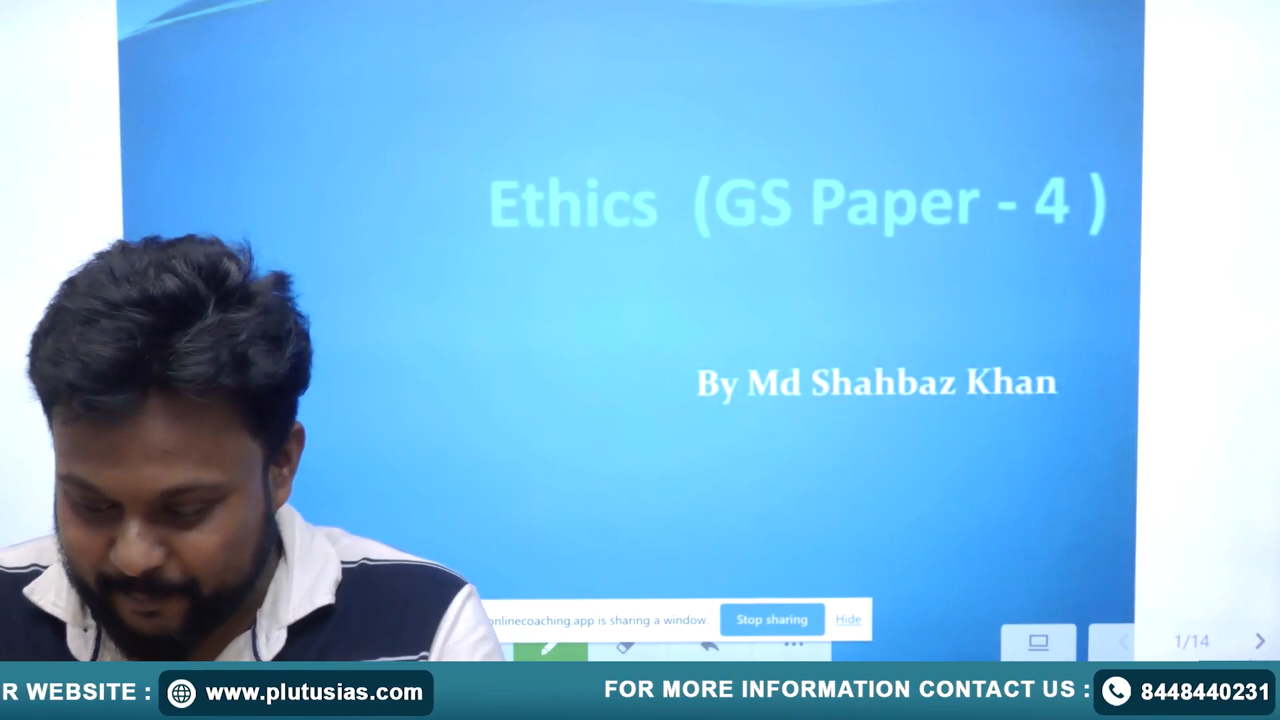 Ethics (GS Paper - 4 )
By Md Shahbaz Khan
onlinecoaching.app is sharing a window. Stop sharing Hide
1/14
R WEBSITE : www.plutusias.com FOR MORE INFORMATION CONTACT US : 8448440231